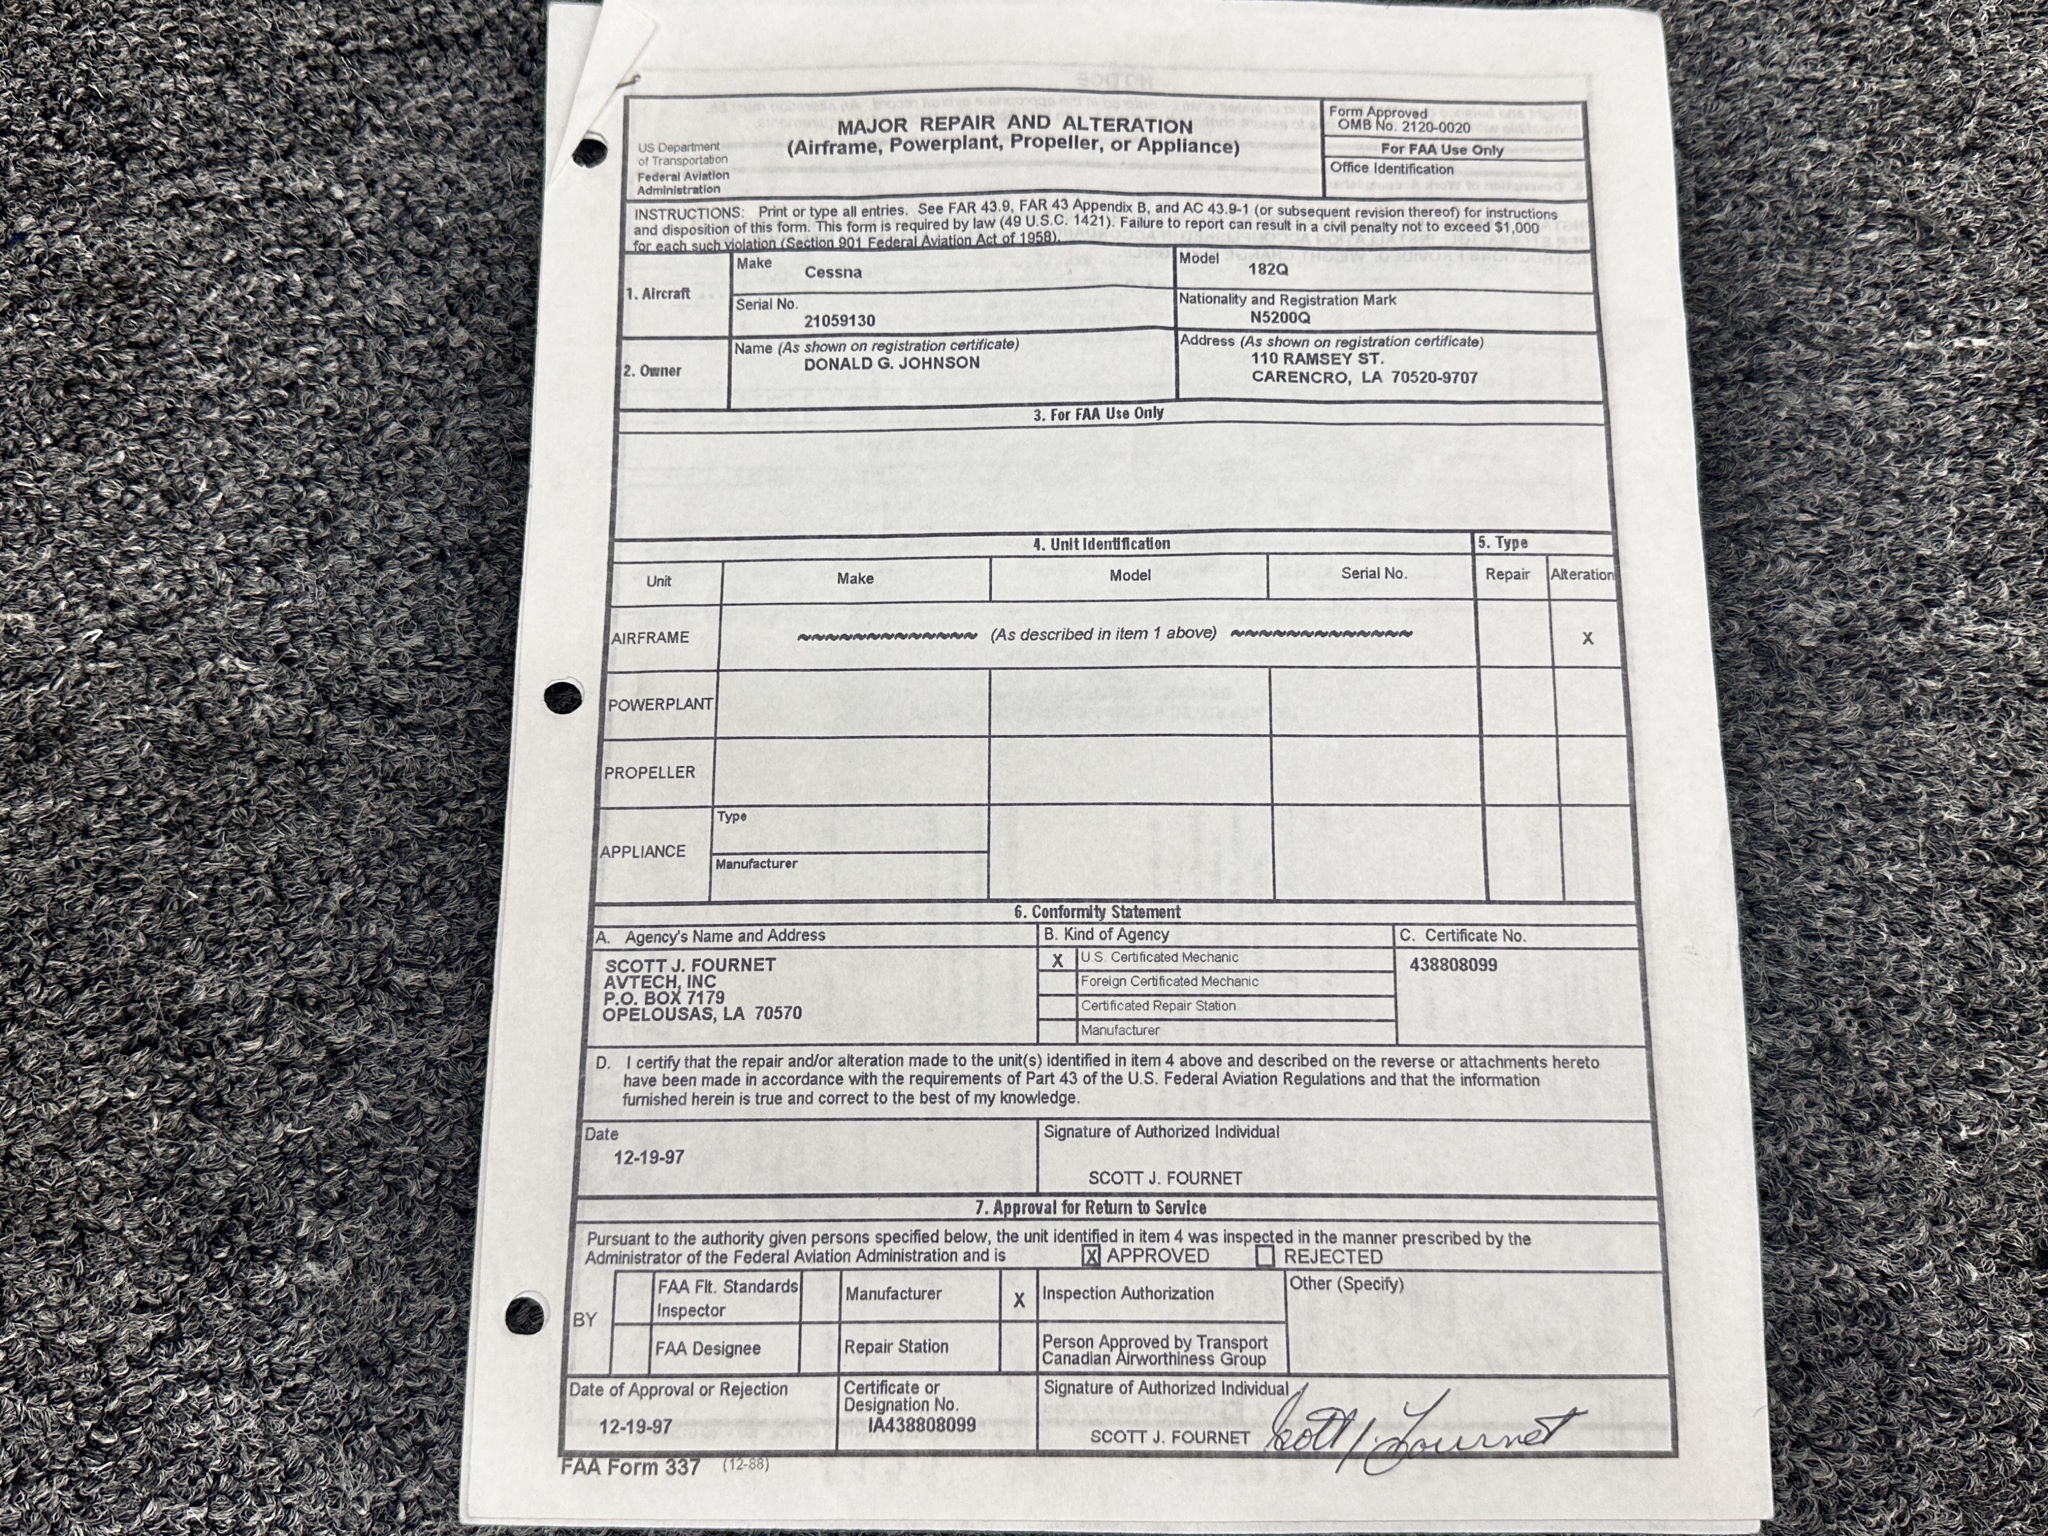 MAJOR REPAIR AND ALTERATION
(Airframe, Powerplant, Propeller, or Appliance)
US Department
of Transportation
Federal Aviation
Administration
Form Approved
OMB No. 2120-0020
For FAA Use Only
Office Identification
INSTRUCTIONS: Print or type all entries. See FAR 43.9, FAR 43 Appendix B, and AC 43.9-1 (or subsequent revision thereof) for instructions
and disposition of this form. This form is required by law (49 U.S.C. 1421). Failure to report can result in a civil penalty not to exceed $1,000
for each such violation (Section 901 Federal Aviation Act of 1958).
1. Aircraft
Make
Cessna
Model
182Q
Serial No.
21059130
Nationality and Registration Mark
N5200Q
2. Owner
Name (As shown on registration certificate)
DONALD G. JOHNSON
Address (As shown on registration certificate)
110 RAMSEY ST.
CARENCRO, LA 70520-9707
3. For FAA Use Only
4. Unit Identification
5. Type
Unit
Make
Model
Serial No.
Repair
Alteration
AIRFRAME
~~~~~~~~~~~~~ (As described in item 1 above) ~~~~~~~~~~~~~
X
POWERPLANT
PROPELLER
APPLIANCE
Type
Manufacturer
6. Conformity Statement
A. Agency's Name and Address
B. Kind of Agency
C. Certificate No.
SCOTT J. FOURNET
AVTECH, INC
P.O. BOX 7179
OPELOUSAS, LA 70570
X U.S. Certificated Mechanic
Foreign Certificated Mechanic
Certificated Repair Station
Manufacturer
438808099
D. I certify that the repair and/or alteration made to the unit(s) identified in item 4 above and described on the reverse or attachments hereto
have been made in accordance with the requirements of Part 43 of the U.S. Federal Aviation Regulations and that the information
furnished herein is true and correct to the best of my knowledge.
Date
12-19-97
Signature of Authorized Individual
SCOTT J. FOURNET
7. Approval for Return to Service
Pursuant to the authority given persons specified below, the unit identified in item 4 was inspected in the manner prescribed by the
Administrator of the Federal Aviation Administration and is X APPROVED REJECTED
BY
FAA Flt. Standards
Inspector
Manufacturer
X
Inspection Authorization
Other (Specify)
FAA Designee
Repair Station
Person Approved by Transport
Canadian Airworthiness Group
Date of Approval or Rejection
12-19-97
Certificate or
Designation No.
IA438808099
Signature of Authorized Individual
SCOTT J. FOURNET Scott J. Fournet
FAA Form 337 (12-88)